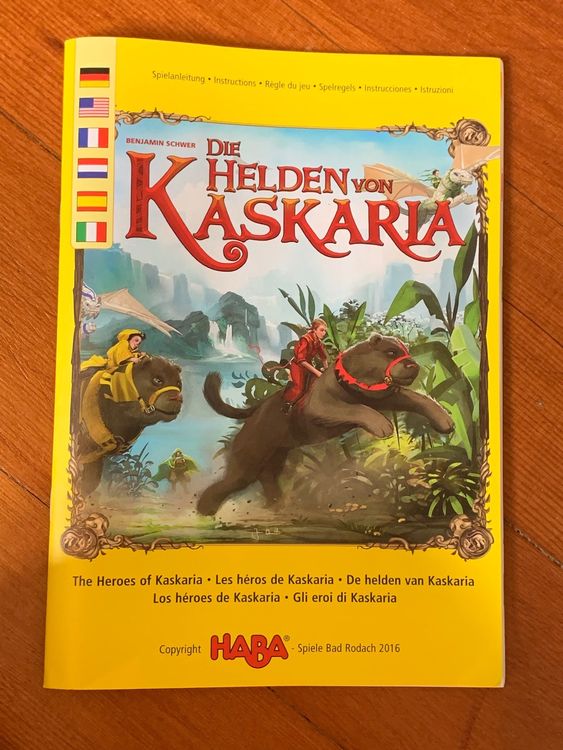 Spielanleitung • Instructions • Règle du jeu • Spelregels • Instrucciones • Istruzioni
BENJAMIN SCHWER
DIE
HELDEN VON
KASKARIA
The Heroes of Kaskaria • Les héros de Kaskaria • De helden van Kaskaria
Los héroes de Kaskaria • Gli eroi di Kaskaria
Copyright HABA® - Spiele Bad Rodach 2016